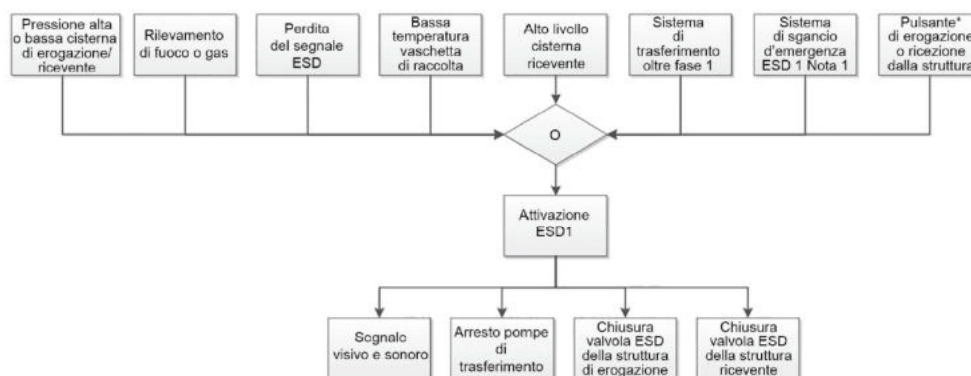 Pressione alta
o bassa cisterna
di erogazione/
ricevente
Rilevamento
di fuoco o gas
Perdita
del segnale
ESD
Bassa
temperatura
vaschetta
di raccolta
Alto livello
cisterna
ricevente
Sistema
di
trasferimento
oltre fase 1
Sistema
di sgancio
d'emergenza
ESD 1 Nota 1
Pulsante*
di erogazione
o ricezione
dalla struttura
O
Attivazione
ESD1
Segnale
visivo e sonoro
Arresto pompe
di
trasferimento
Chiusura
valvola ESD
della struttura
di erogazione
Chiusura
valvola ESD
della struttura
ricevente